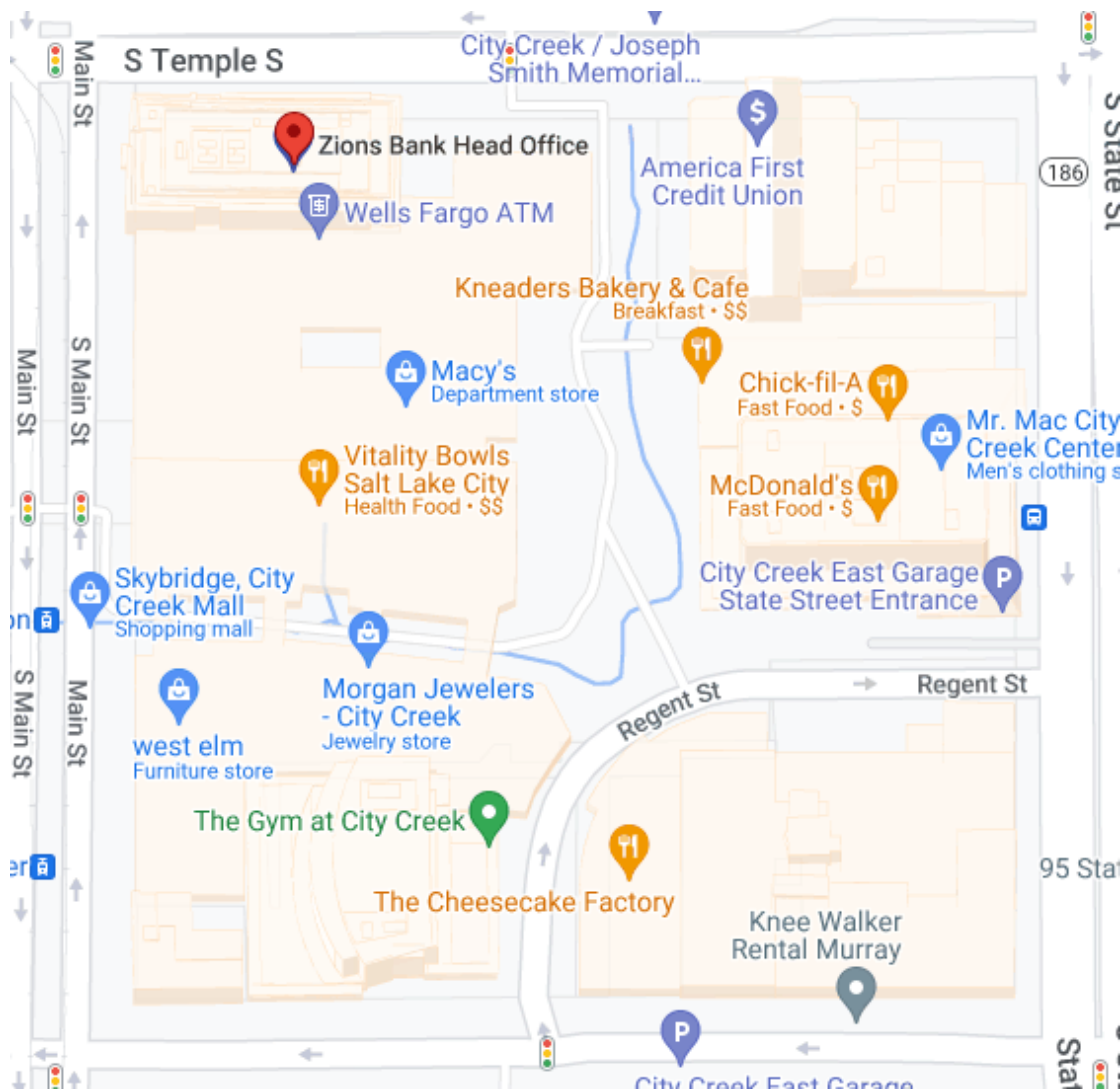 City Creek / Joseph
Smith Memorial...
S Temple S
Main St
S State St
Zions Bank Head Office
America First
Credit Union
186
Wells Fargo ATM
Kneaders Bakery & Cafe
Breakfast • $$
Main St
S Main St
Macy's
Department store
Chick-fil-A
Fast Food • $
Mr. Mac City
Creek Center
Men's clothing s
Vitality Bowls
Salt Lake City
Health Food • $$
McDonald's
Fast Food • $
Skybridge, City
Creek Mall
Shopping mall
City Creek East Garage
State Street Entrance
P
on
S Main St
Main St
Morgan Jewelers
- City Creek
Jewelry store
Regent St
Regent St
west elm
Furniture store
The Gym at City Creek
er
The Cheesecake Factory
95 Stat
Knee Walker
Rental Murray
P
City Creek East Garage
Stat